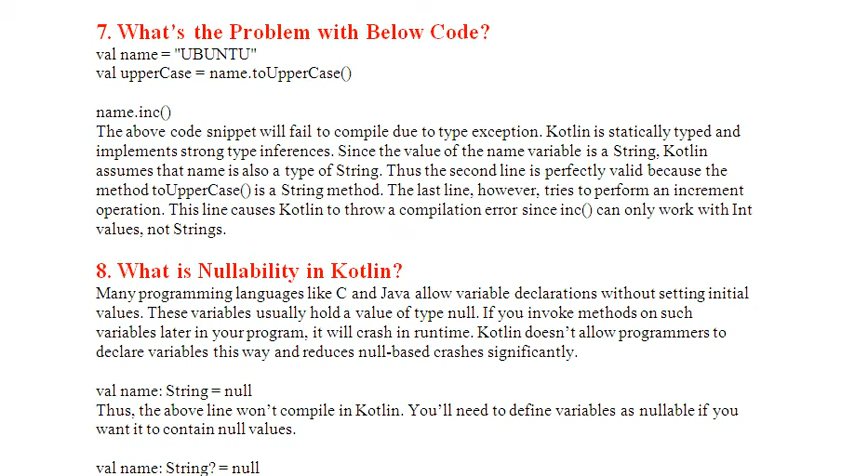 7. What's the Problem with Below Code?
val name = "UBUNTU"
val upperCase = name.toUpperCase()
name.inc()
The above code snippet will fail to compile due to type exception. Kotlin is statically typed and
implements strong type inferences. Since the value of the name variable is a String, Kotlin
assumes that name is also a type of String. Thus the second line is perfectly valid because the
method toUpperCase() is a String method. The last line, however, tries to perform an increment
operation. This line causes Kotlin to throw a compilation error since inc() can only work with Int
values, not Strings.
8. What is Nullability in Kotlin?
Many programming languages like C and Java allow variable declarations without setting initial
values. These variables usually hold a value of type null. If you invoke methods on such
variables later in your program, it will crash in runtime. Kotlin doesn't allow programmers to
declare variables this way and reduces null-based crashes significantly.
val name: String = null
Thus, the above line won't compile in Kotlin. You'll need to define variables as nullable if you
want it to contain null values.
val name: String? = null